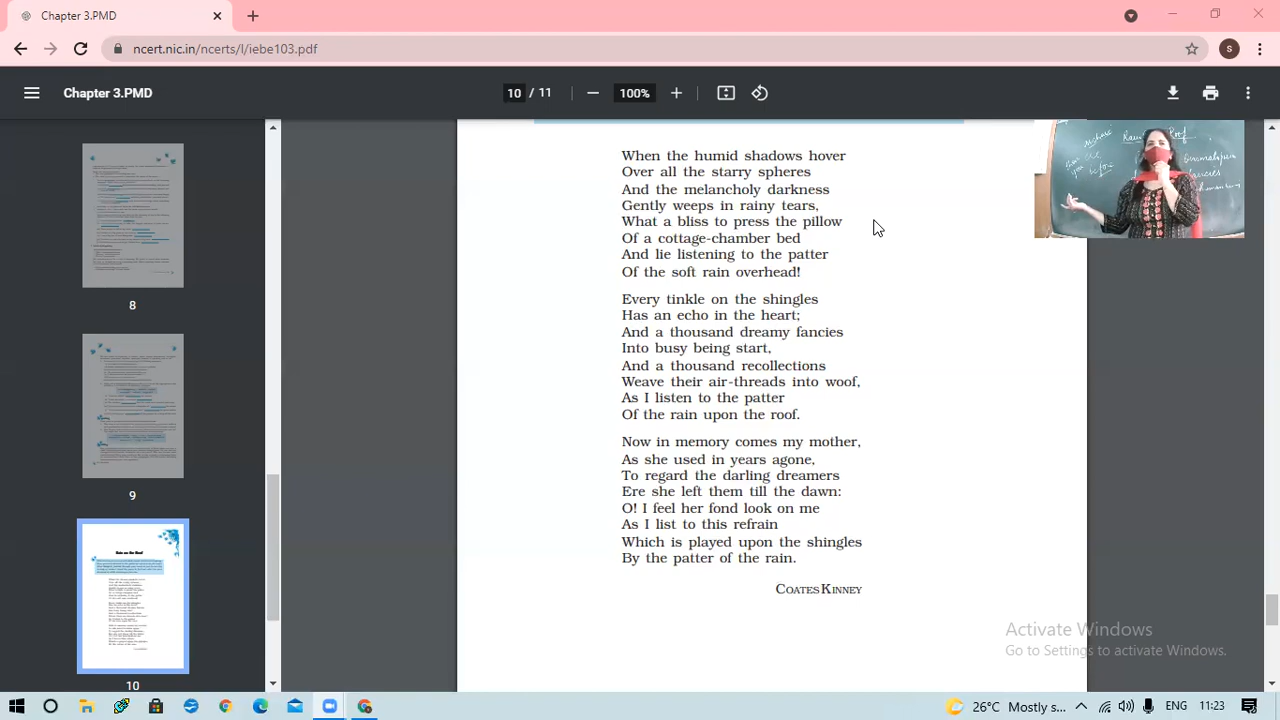 Chapter 3.PMD
ncert.nic.in/ncerts/l/iebe103.pdf
S
Chapter 3.PMD
10 / 11
100%
When the humid shadows hover
Over all the starry spheres
And the melancholy darkness
Gently weeps in rainy tears,
What a bliss to press the pillow
Of a cottage-chamber bed
And lie listening to the patter
Of the soft rain overhead!
Every tinkle on the shingles
Has an echo in the heart;
And a thousand dreamy fancies
Into busy being start,
And a thousand recollections
Weave their air-threads into woof,
As I listen to the patter
Of the rain upon the roof.
Now in memory comes my mother,
As she used in years agone,
To regard the darling dreamers
Ere she left them till the dawn:
O! I feel her fond look on me
As I list to this refrain
Which is played upon the shingles
By the patter of the rain.
COATES KINNEY
8
9
Rain on the Roof
10
Roof
Activate Windows
Go to Settings to activate Windows.
26°C Mostly s...
ENG
11:23